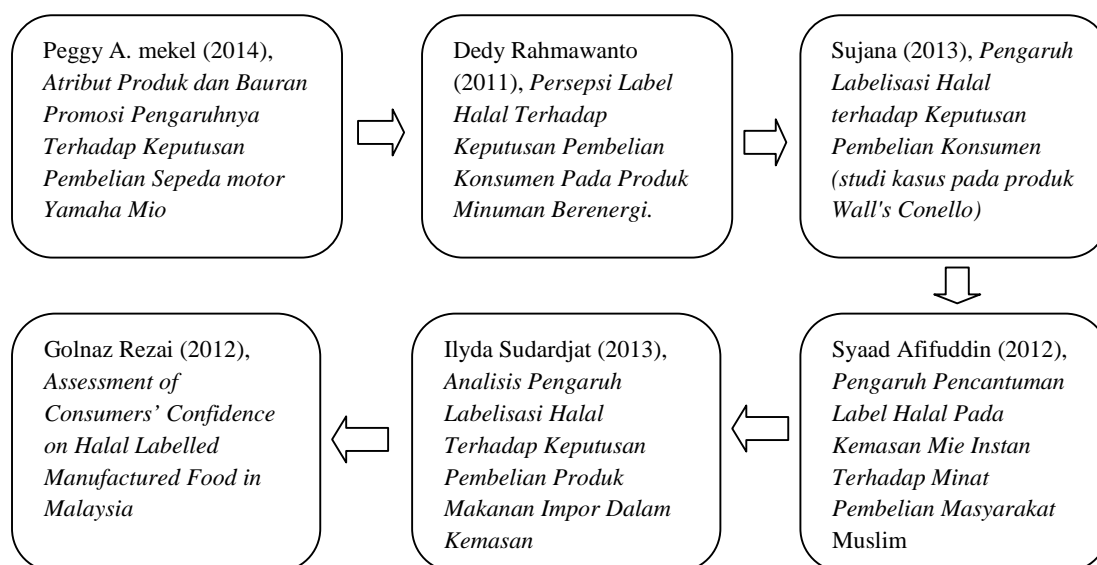 Peggy A. mekel (2014),
Atribut Produk dan Bauran
Promosi Pengaruhnya
Terhadap Keputusan
Pembelian Sepeda motor
Yamaha Mio
Dedy Rahmawanto
(2011), Persepsi Label
Halal Terhadap
Keputusan Pembelian
Konsumen Pada Produk
Minuman Berenergi.
Sujana (2013), Pengaruh
Labelisasi Halal
terhadap Keputusan
Pembelian Konsumen
(studi kasus pada produk
Wall's Conello)
Syaad Afifuddin (2012),
Pengaruh Pencantuman
Label Halal Pada
Kemasan Mie Instan
Terhadap Minat
Pembelian Masyarakat
Muslim
Ilyda Sudardjat (2013),
Analisis Pengaruh
Labelisasi Halal
Terhadap Keputusan
Pembelian Produk
Makanan Impor Dalam
Kemasan
Golnaz Rezai (2012),
Assessment of
Consumers’ Confidence
on Halal Labelled
Manufactured Food in
Malaysia